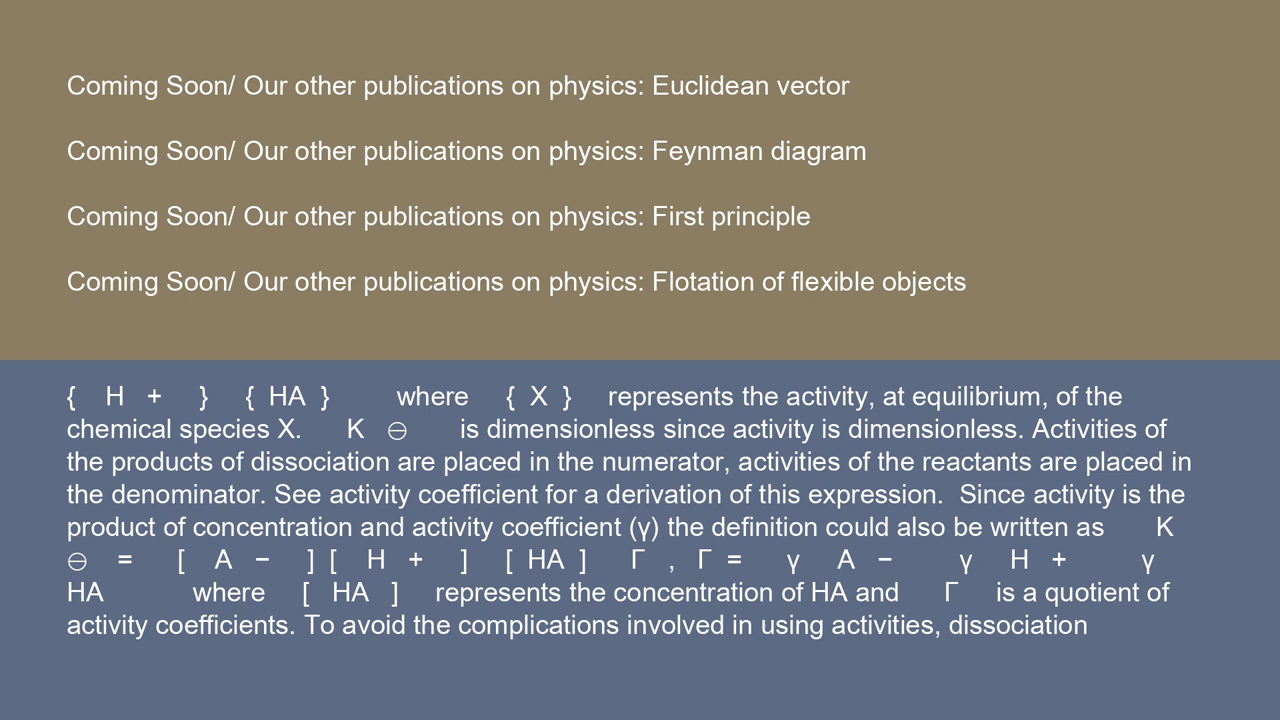 Coming Soon/ Our other publications on physics: Euclidean vector
Coming Soon/ Our other publications on physics: Feynman diagram
Coming Soon/ Our other publications on physics: First principle
Coming Soon/ Our other publications on physics: Flotation of flexible objects
{ H + } { HA } where { X } represents the activity, at equilibrium, of the
chemical species X. K ⊖ is dimensionless since activity is dimensionless. Activities of
the products of dissociation are placed in the numerator, activities of the reactants are placed in
the denominator. See activity coefficient for a derivation of this expression. Since activity is the
product of concentration and activity coefficient (γ) the definition could also be written as K
⊖ = [ A − ] [ H + ] [ HA ] Γ , Γ = γ A − γ H + γ
HA where [ HA ] represents the concentration of HA and Γ is a quotient of
activity coefficients. To avoid the complications involved in using activities, dissociation